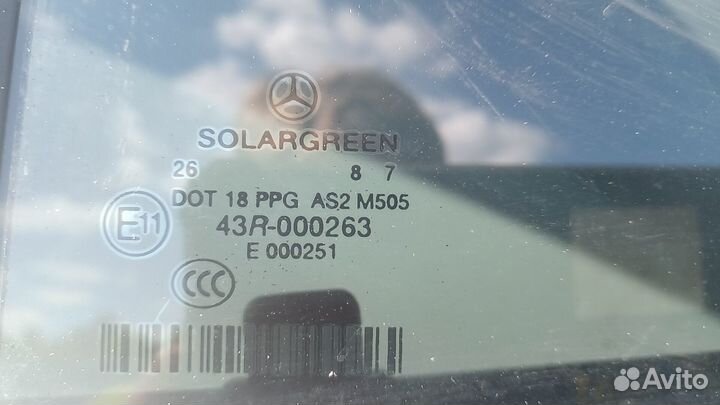 SOLARGREEN
26 8 7
DOT 18 PPG AS2 M505
E11
43R-000263
E 000251
CCC
Avito